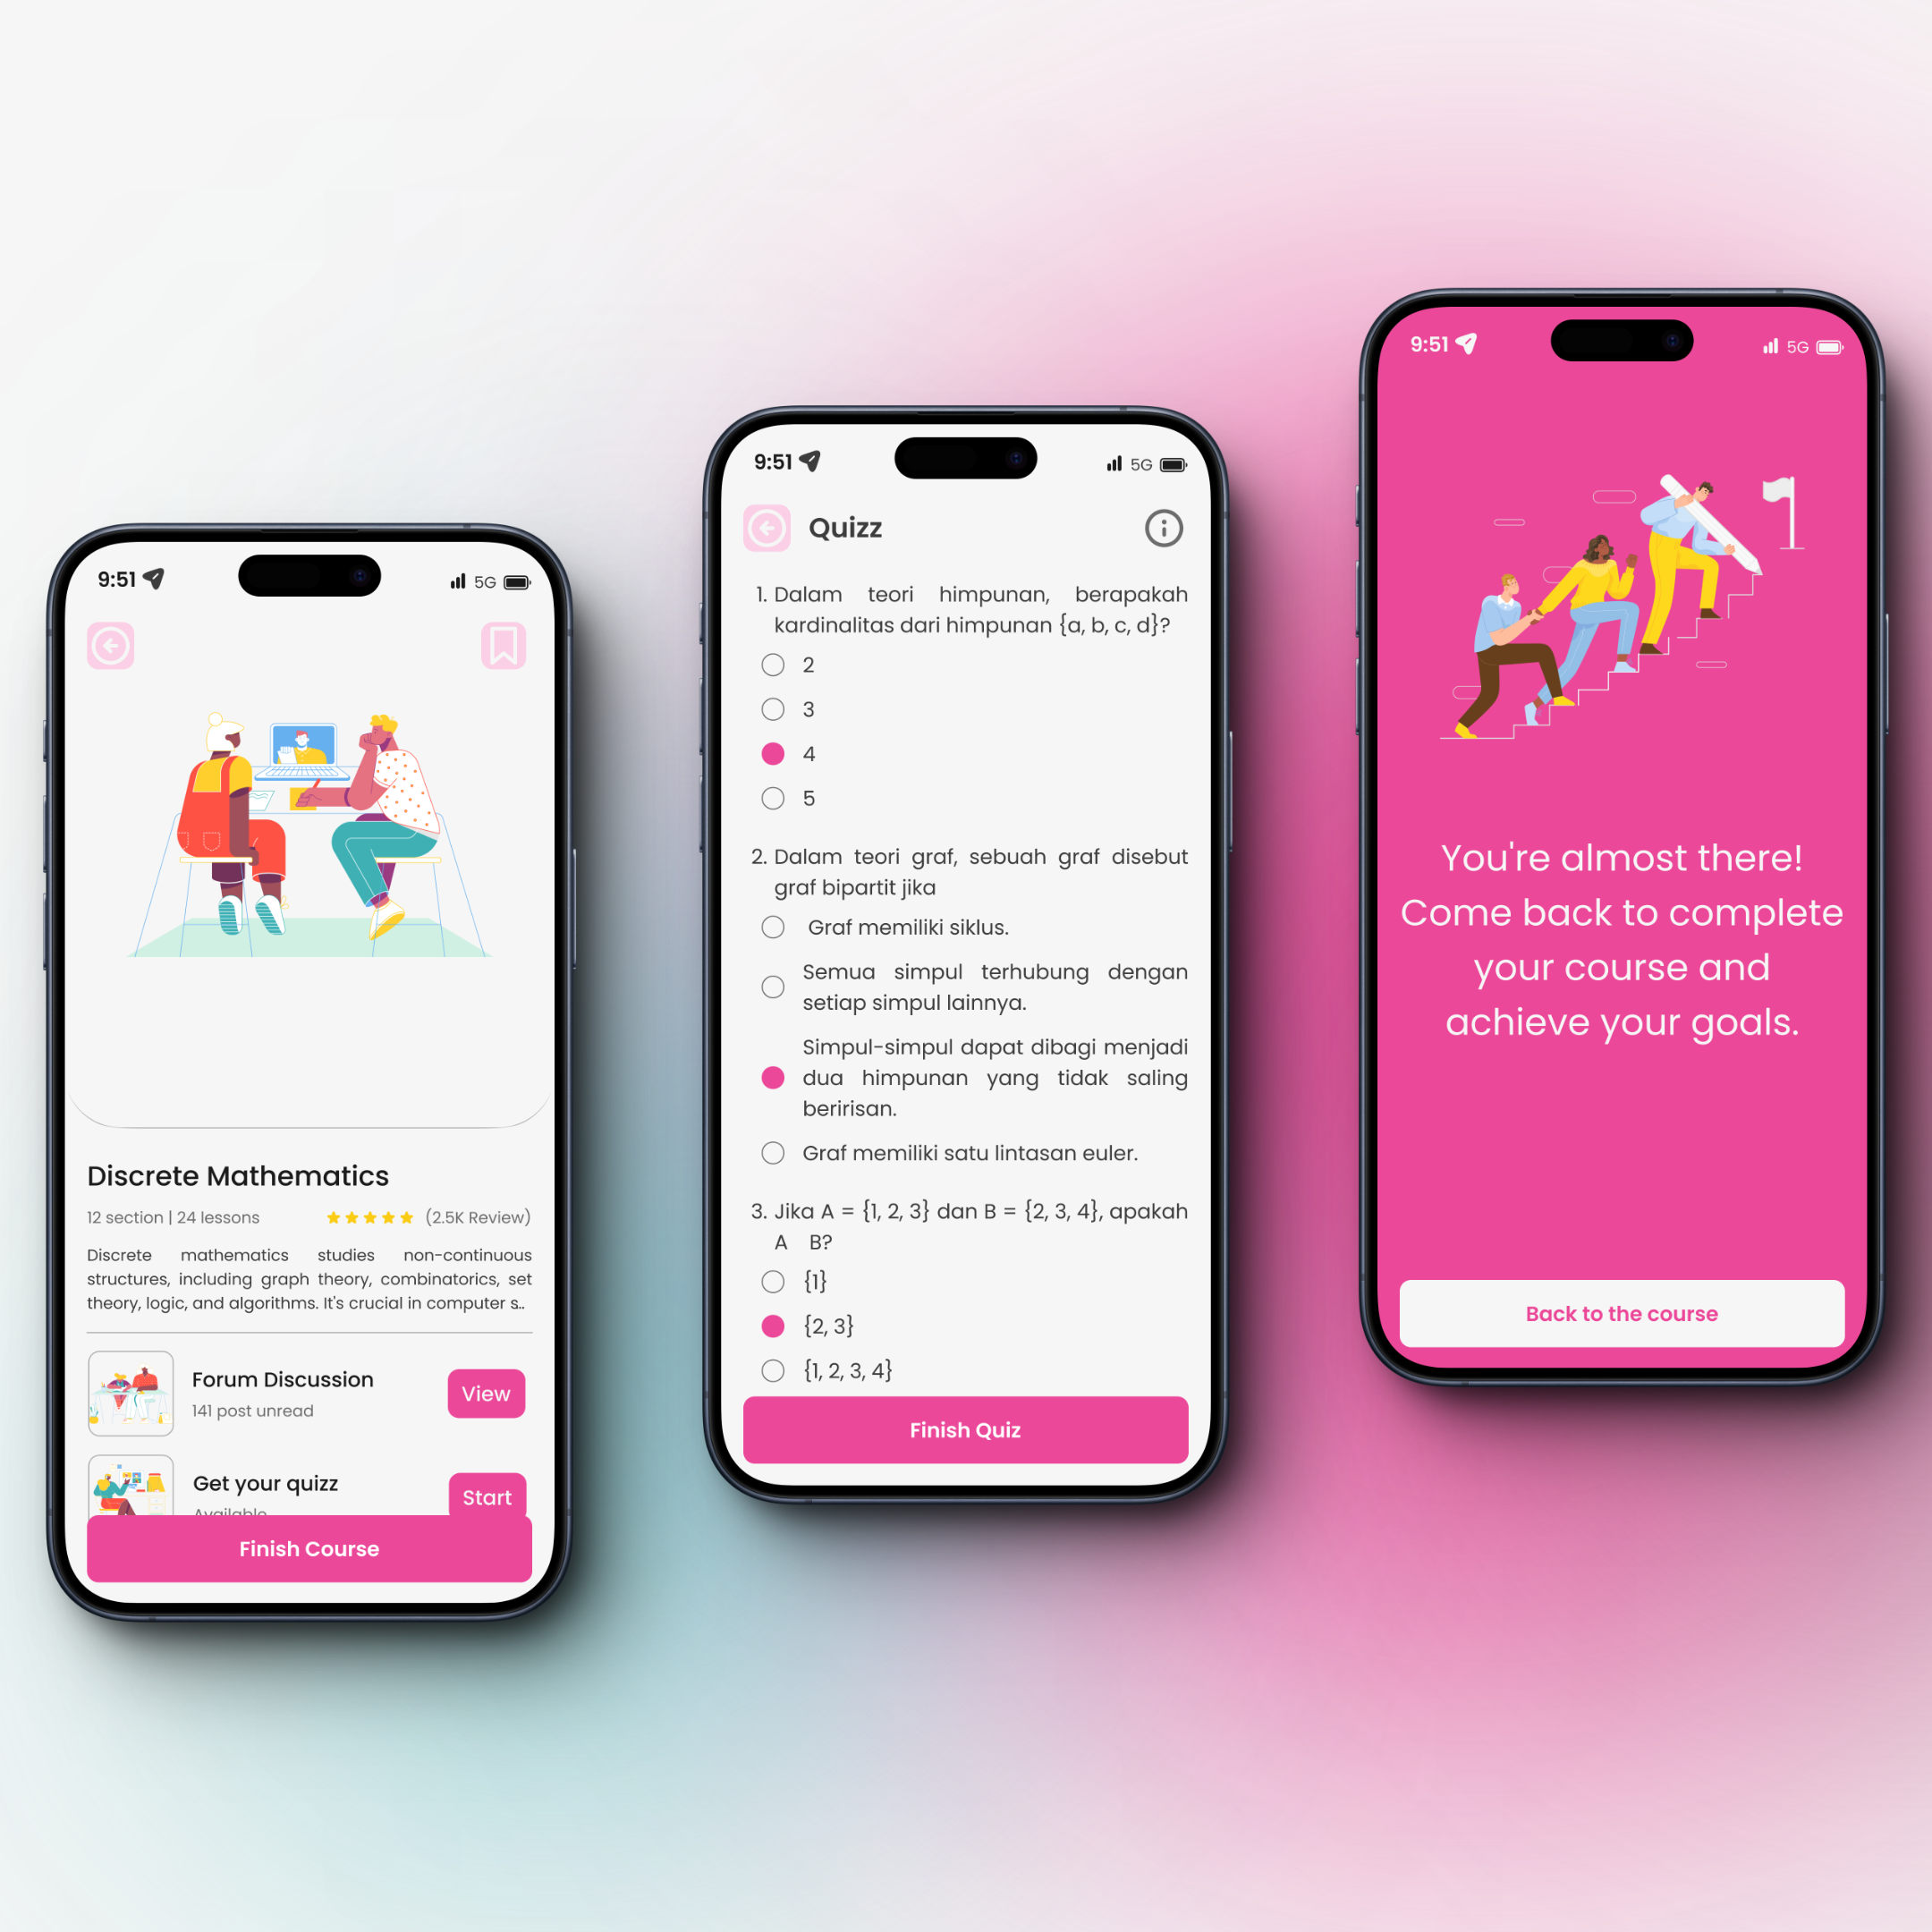 9:51
5G
Discrete Mathematics
12 section | 24 lessons
(2.5K Review)
Discrete mathematics studies non-continuous
structures, including graph theory, combinatorics, set
theory, logic, and algorithms. It's crucial in computer s..
Forum Discussion
141 post unread
View
Get your quizz
Available
Start
Finish Course
9:51
5G
Quizz
1. Dalam teori himpunan, berapakah
kardinalitas dari himpunan {a, b, c, d}?
2
3
4
5
2. Dalam teori graf, sebuah graf disebut
graf bipartit jika
Graf memiliki siklus.
Semua simpul terhubung dengan
setiap simpul lainnya.
Simpul-simpul dapat dibagi menjadi
dua himpunan yang tidak saling
beririsan.
Graf memiliki satu lintasan euler.
3. Jika A = {1, 2, 3} dan B = {2, 3, 4}, apakah
A B?
{1}
{2, 3}
{1, 2, 3, 4}
Finish Quiz
9:51
5G
You're almost there!
Come back to complete
your course and
achieve your goals.
Back to the course